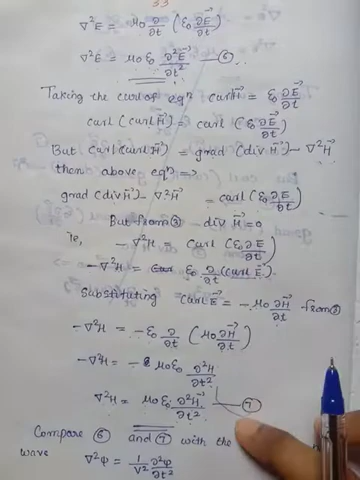 33
∇²E = μ₀ ∂/∂t (ε₀ ∂E⃗/∂t)
∇²E = μ₀ε₀ ∂²E⃗/∂t² — ⑥
Taking the curl of eqⁿ curl H⃗ = ε₀ ∂E⃗/∂t
curl (curl H⃗) = curl (ε₀ ∂E⃗/∂t)
But curl(curl H⃗) = grad (div H⃗) - ∇²H⃗
then above eqⁿ ⇒
grad (div H⃗) - ∇²H⃗ = curl (ε₀ ∂E⃗/∂t)
But from ③ - div H⃗ = 0
ie, -∇²H = curl (ε₀ ∂E/∂t)
-∇²H = ε₀ ∂/∂t (curl E⃗)
Substituting curl E⃗ = -μ₀ ∂H⃗/∂t from ②
-∇²H = -ε₀ ∂/∂t (μ₀ ∂H⃗/∂t)
-∇²H = -μ₀ε₀ ∂²H/∂t²
∇²H = μ₀ε₀ ∂²H⃗/∂t² — ⑦
Compare ⑥ and ⑦ with the
wave
∇²φ = 1/V² ∂²φ/∂t²